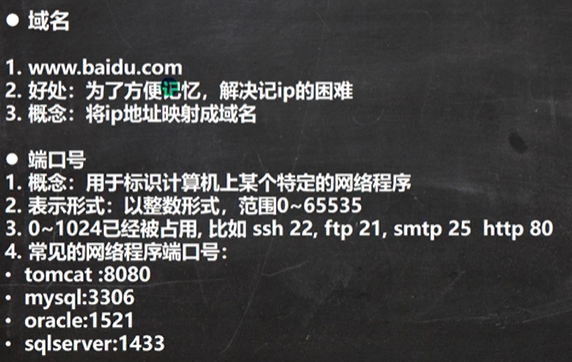 ● 域名
1. www.baidu.com
2. 好处：为了方便记忆，解决记ip的困难
3. 概念：将ip地址映射成域名
● 端口号
1. 概念：用于标识计算机上某个特定的网络程序
2. 表示形式：以整数形式，范围0~65535
3. 0~1024已经被占用, 比如 ssh 22, ftp 21, smtp 25  http 80
4. 常见的网络程序端口号：
• tomcat :8080
• mysql:3306
• oracle:1521
• sqlserver:1433